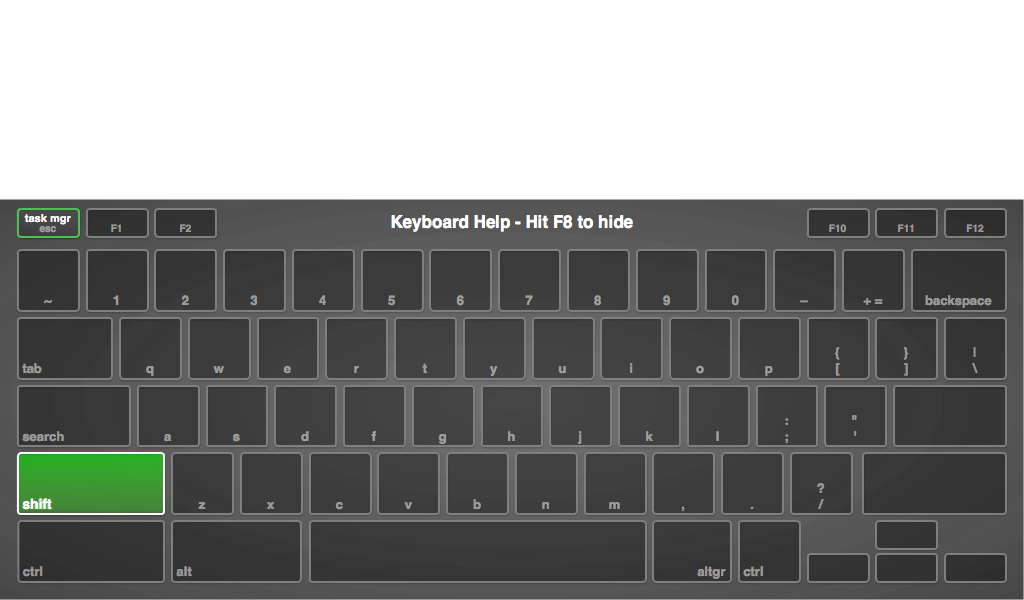 task mgr
esc
F1
F2
Keyboard Help - Hit F8 to hide
F10
F11
F12
~
1
2
3
4
5
6
7
8
9
0
–
+ =
backspace
tab
q
w
e
r
t
y
u
i
o
p
{
[
}
]
|
\
search
a
s
d
f
g
h
j
k
l
:
;
"
'
shift
z
x
c
v
b
n
m
,
.
?
/
ctrl
alt
altgr
ctrl